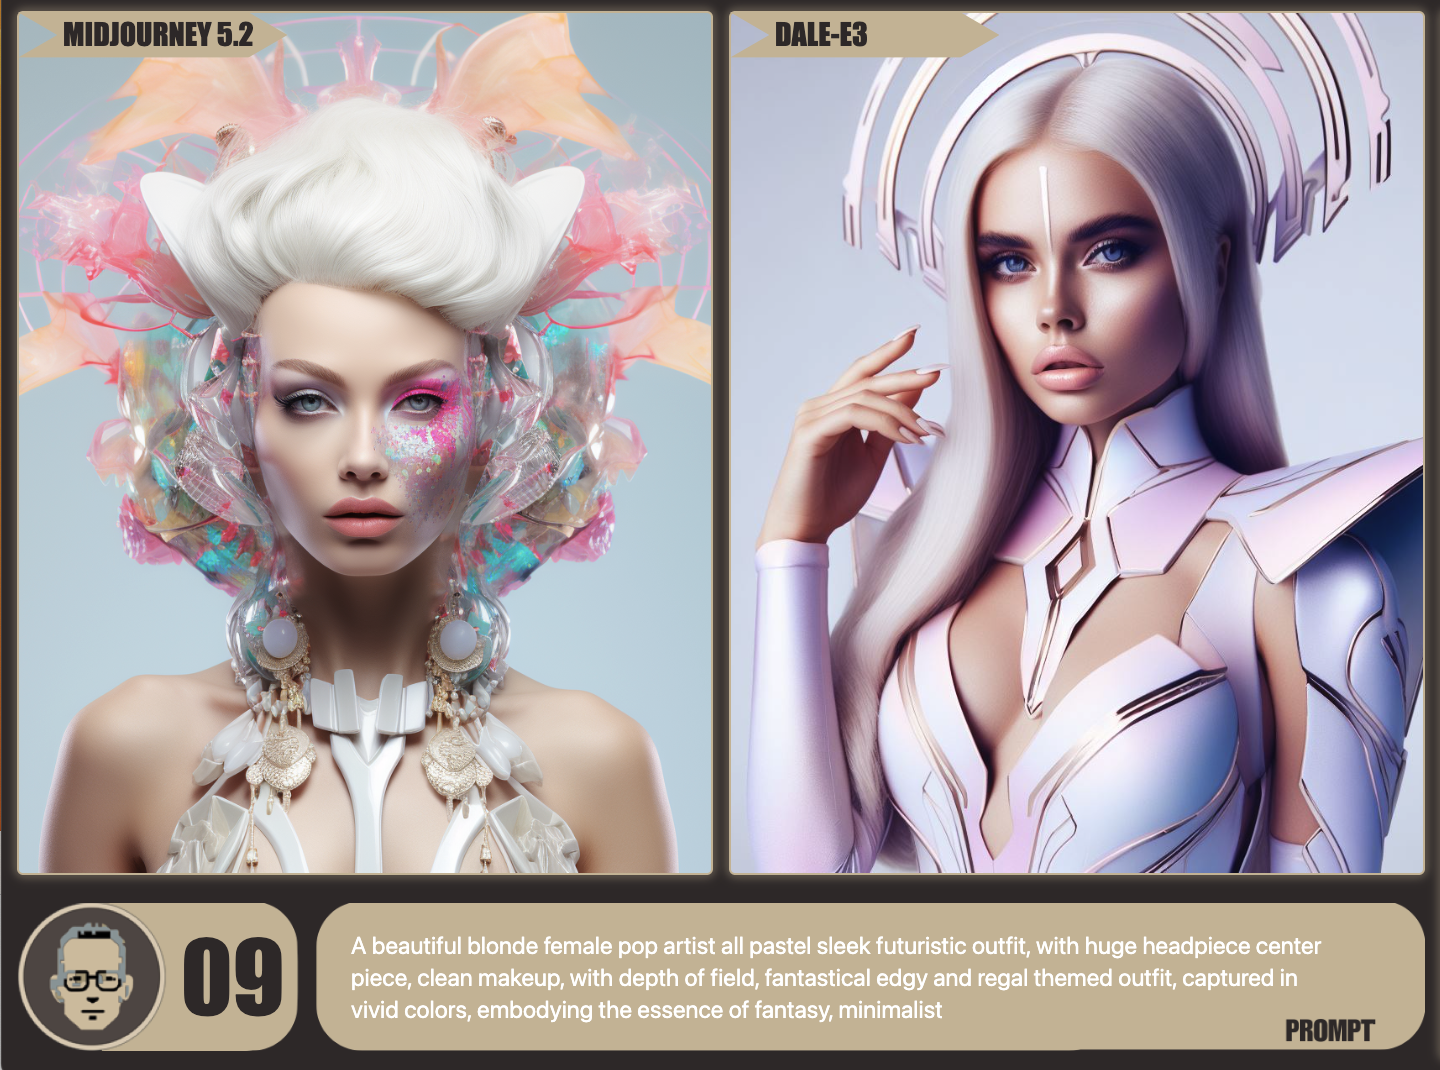 MIDJOURNEY 5.2
DALE-E3
09
A beautiful blonde female pop artist all pastel sleek futuristic outfit, with huge headpiece center
piece, clean makeup, with depth of field, fantastical edgy and regal themed outfit, captured in
vivid colors, embodying the essence of fantasy, minimalist
PROMPT